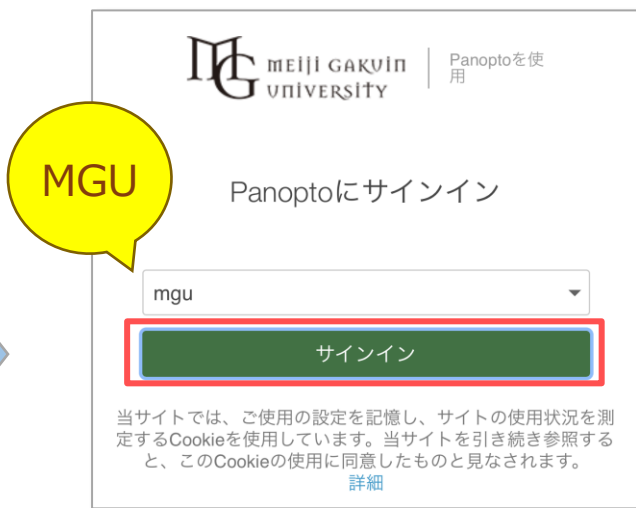 MEIJI GAKUIN
UNIVERSITY
Panoptoを使
用
MGU
Panoptoにサインイン
mgu
サインイン
当サイトでは、ご使用の設定を記憶し、サイトの使用状況を測
定するCookieを使用しています。当サイトを引き続き参照する
と、このCookieの使用に同意したものと見なされます。
詳細